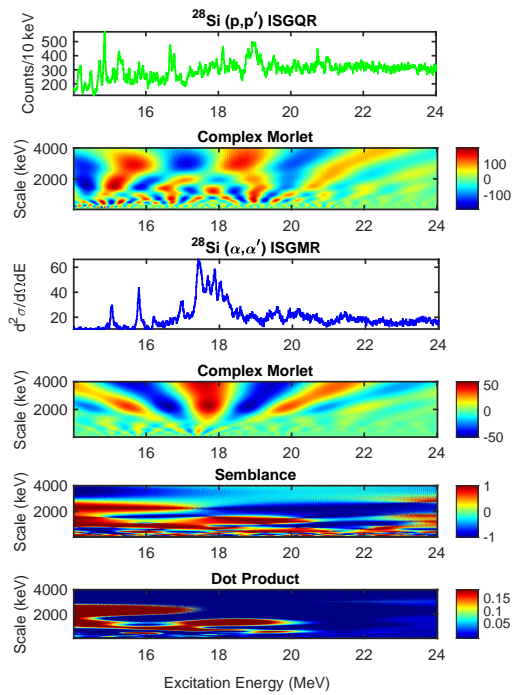 ²⁸Si (p,p′) ISGQR
Counts/10 keV
500
400
300
200
16 18 20 22 24
Complex Morlet
Scale (keV)
4000
2000
16 18 20 22 24
100
0
-100
²⁸Si (α,α′) ISGMR
d²σ/dΩdE
60
40
20
16 18 20 22 24
Complex Morlet
Scale (keV)
4000
2000
16 18 20 22 24
50
0
-50
Semblance
Scale (keV)
4000
2000
16 18 20 22 24
1
0
-1
Dot Product
Scale (keV)
4000
2000
16 18 20 22 24
0.15
0.1
0.05
Excitation Energy (MeV)